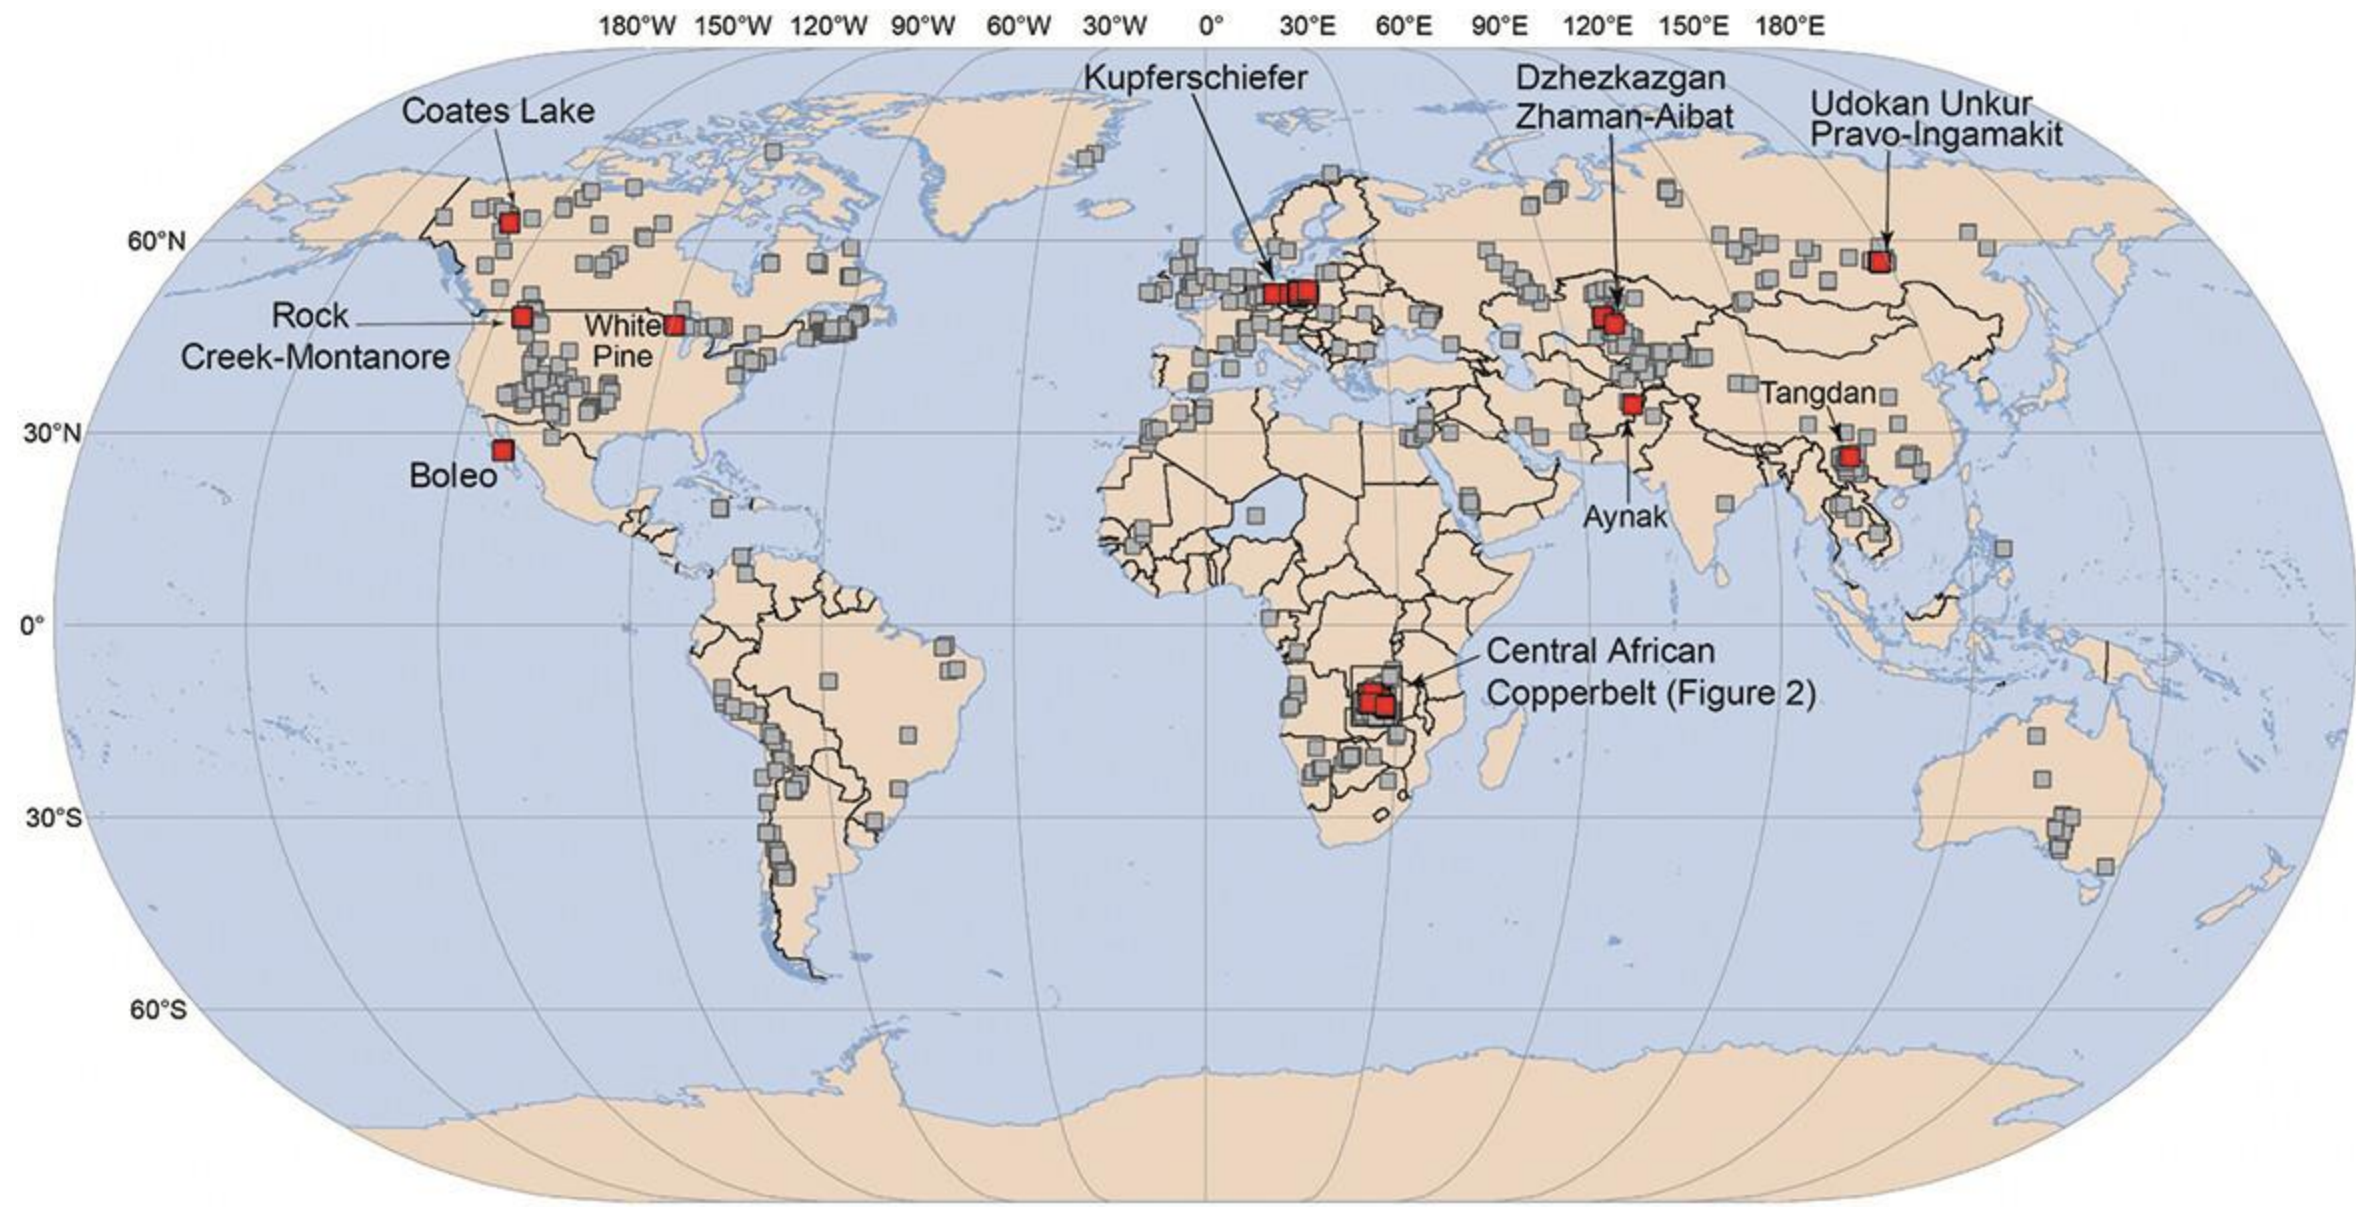 180°W 150°W 120°W 90°W 60°W 30°W 0° 30°E 60°E 90°E 120°E 150°E 180°E
Kupferschiefer
Dzhezkazgan
Zhaman-Aibat
Coates Lake
Udokan Unkur
Pravo-Ingamakit
60°N
Rock
Creek-Montanore
White
Pine
Tangdan
30°N
Boleo
Aynak
0°
Central African
Copperbelt (Figure 2)
30°S
60°S